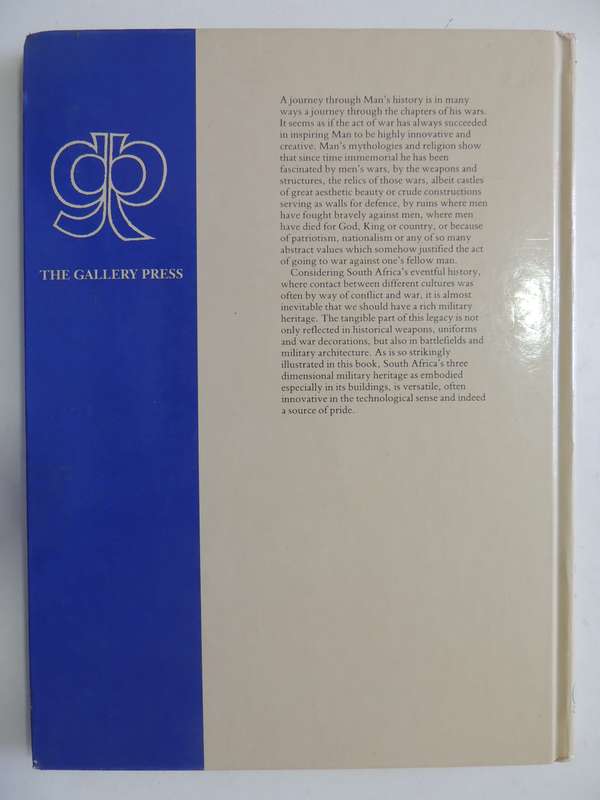 A journey through Man's history is in many
ways a journey through the chapters of his wars.
It seems as if the act of war has always succeeded
in inspiring Man to be highly innovative and
creative. Man's mythologies and religion show
that since time immemorial he has been
fascinated by men's wars, by the weapons and
structures, the relics of those wars, albeit castles
of great aesthetic beauty or crude constructions
serving as walls for defence, by ruins where men
have fought bravely against men, where men
have died for God, King or country, or because
of patriotism, nationalism or any of so many
abstract values which somehow justified the act
of going to war against one's fellow man.
Considering South Africa's eventful history,
where contact between different cultures was
often by way of conflict and war, it is almost
inevitable that we should have a rich military
heritage. The tangible part of this legacy is not
only reflected in historical weapons, uniforms
and war decorations, but also in battlefields and
military architecture. As is so strikingly
illustrated in this book, South Africa's three
dimensional military heritage as embodied
especially in its buildings, is versatile, often
innovative in the technological sense and indeed
a source of pride.
gp
THE GALLERY PRESS